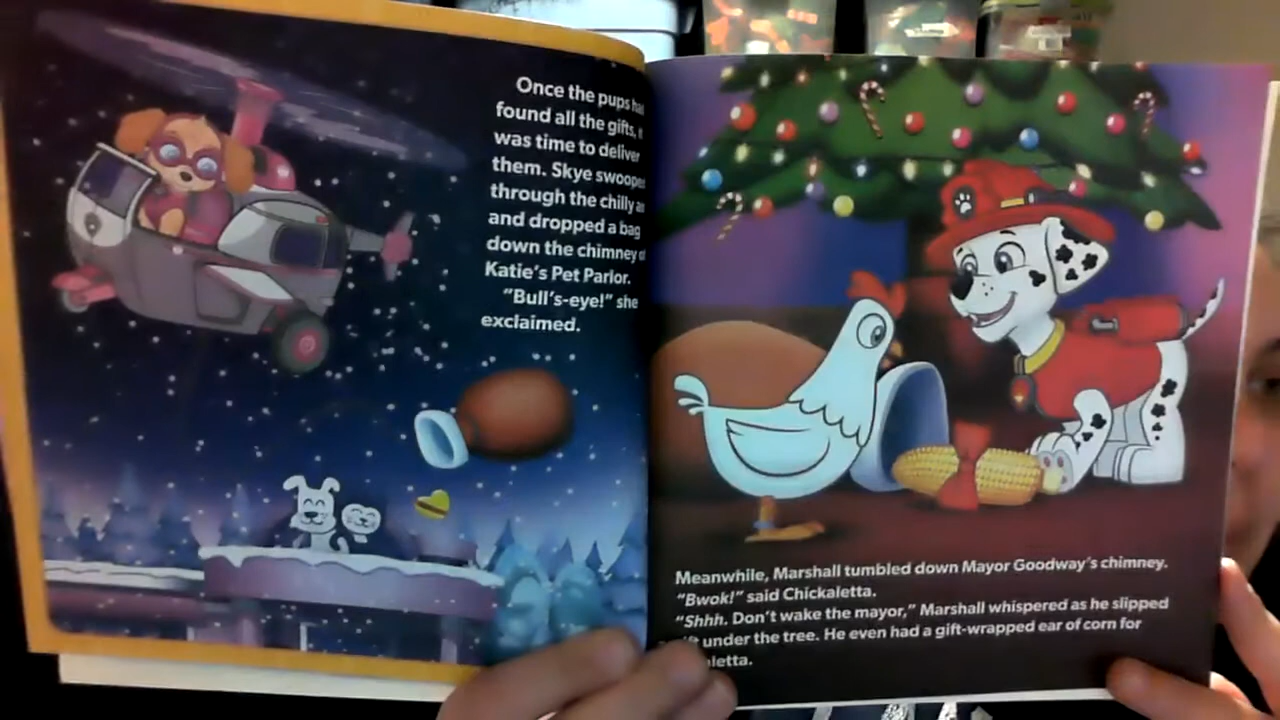 Once the pups
found all the gifts,
was time to deliver
them. Skye
through the chilly
and dropped a bag
down the chimney
Katie's Pet Parlor.
"Bull's-eye!" she
exclaimed.
Meanwhile, Marshall tumbled down Mayor Goodway's chimney.
"Bwok!" said Chickaletta.
"Shhh. Don't wake the mayor," Marshall whispered as he slipped
under the tree. He even had a gift-wrapped ear of corn for